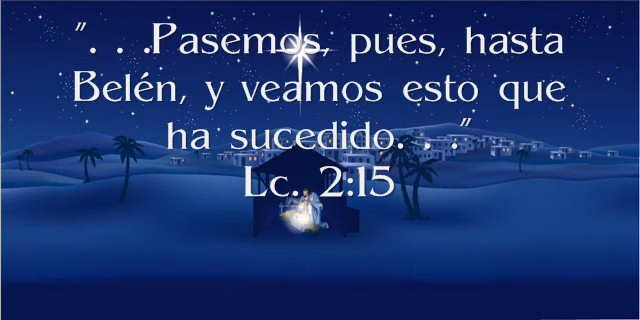 ". . .Pasemos, pues, hasta
Belén, y veamos esto que
ha sucedido. . ."
Lc. 2:15